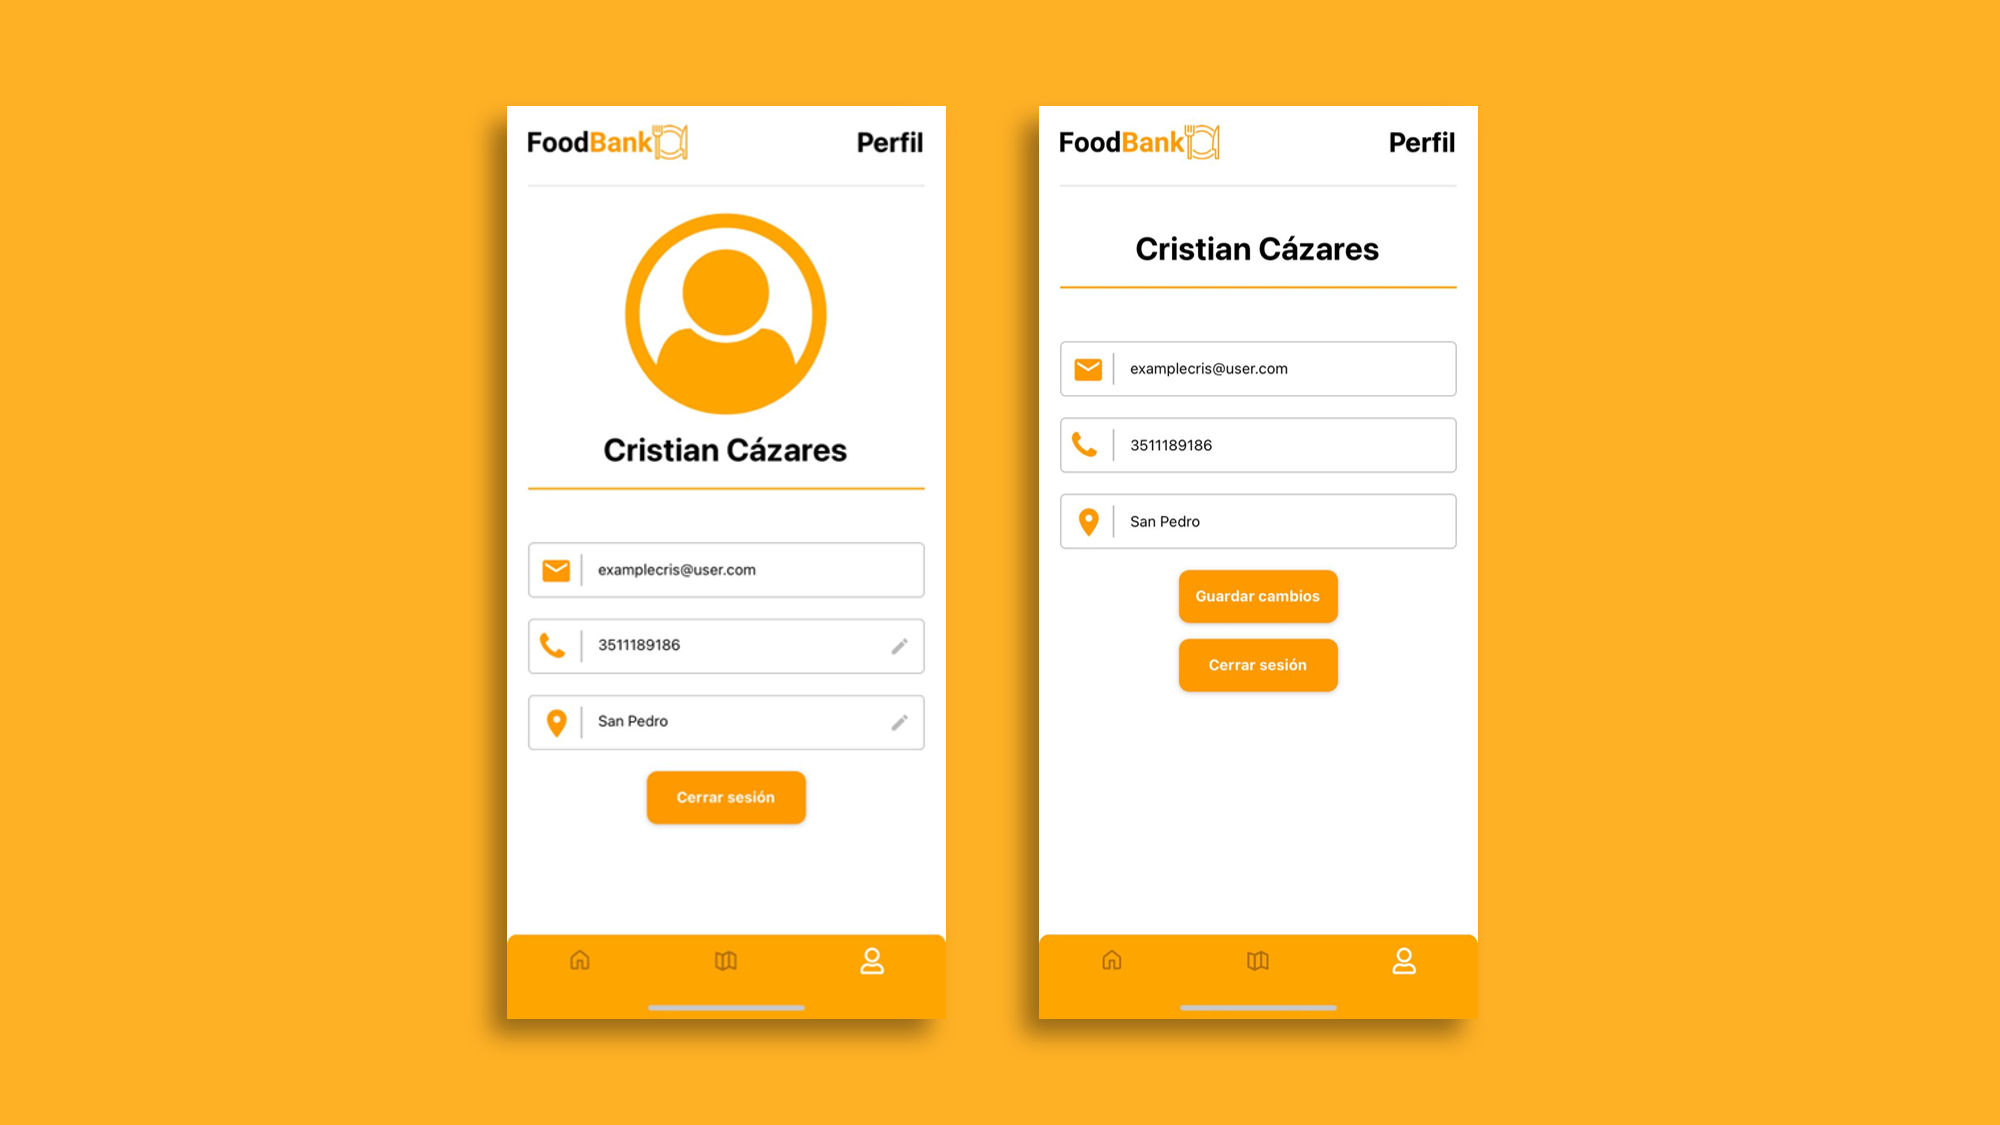 FoodBank
Perfil
Cristian Cázares
examplecris@user.com
3511189186
San Pedro
Cerrar sesión
FoodBank
Perfil
Cristian Cázares
examplecris@user.com
3511189186
San Pedro
Guardar cambios
Cerrar sesión